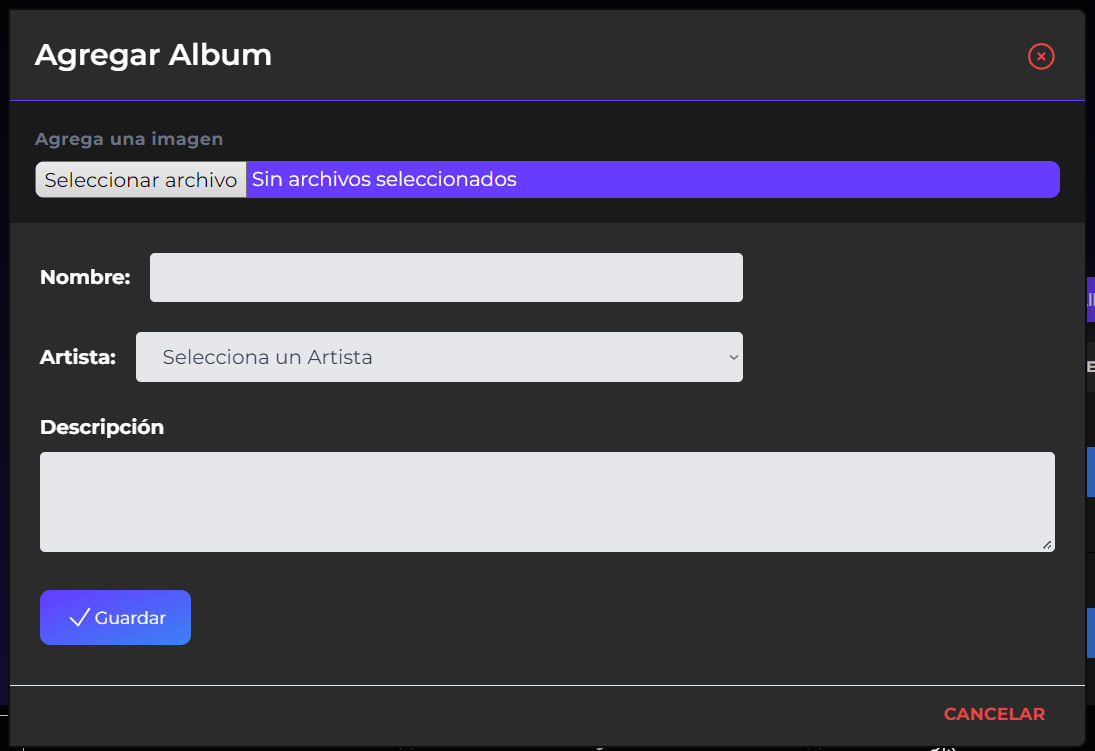 Agregar Album
Agrega una imagen
Seleccionar archivo Sin archivos seleccionados
Nombre:
Artista: Selecciona un Artista
Descripción
Guardar
CANCELAR